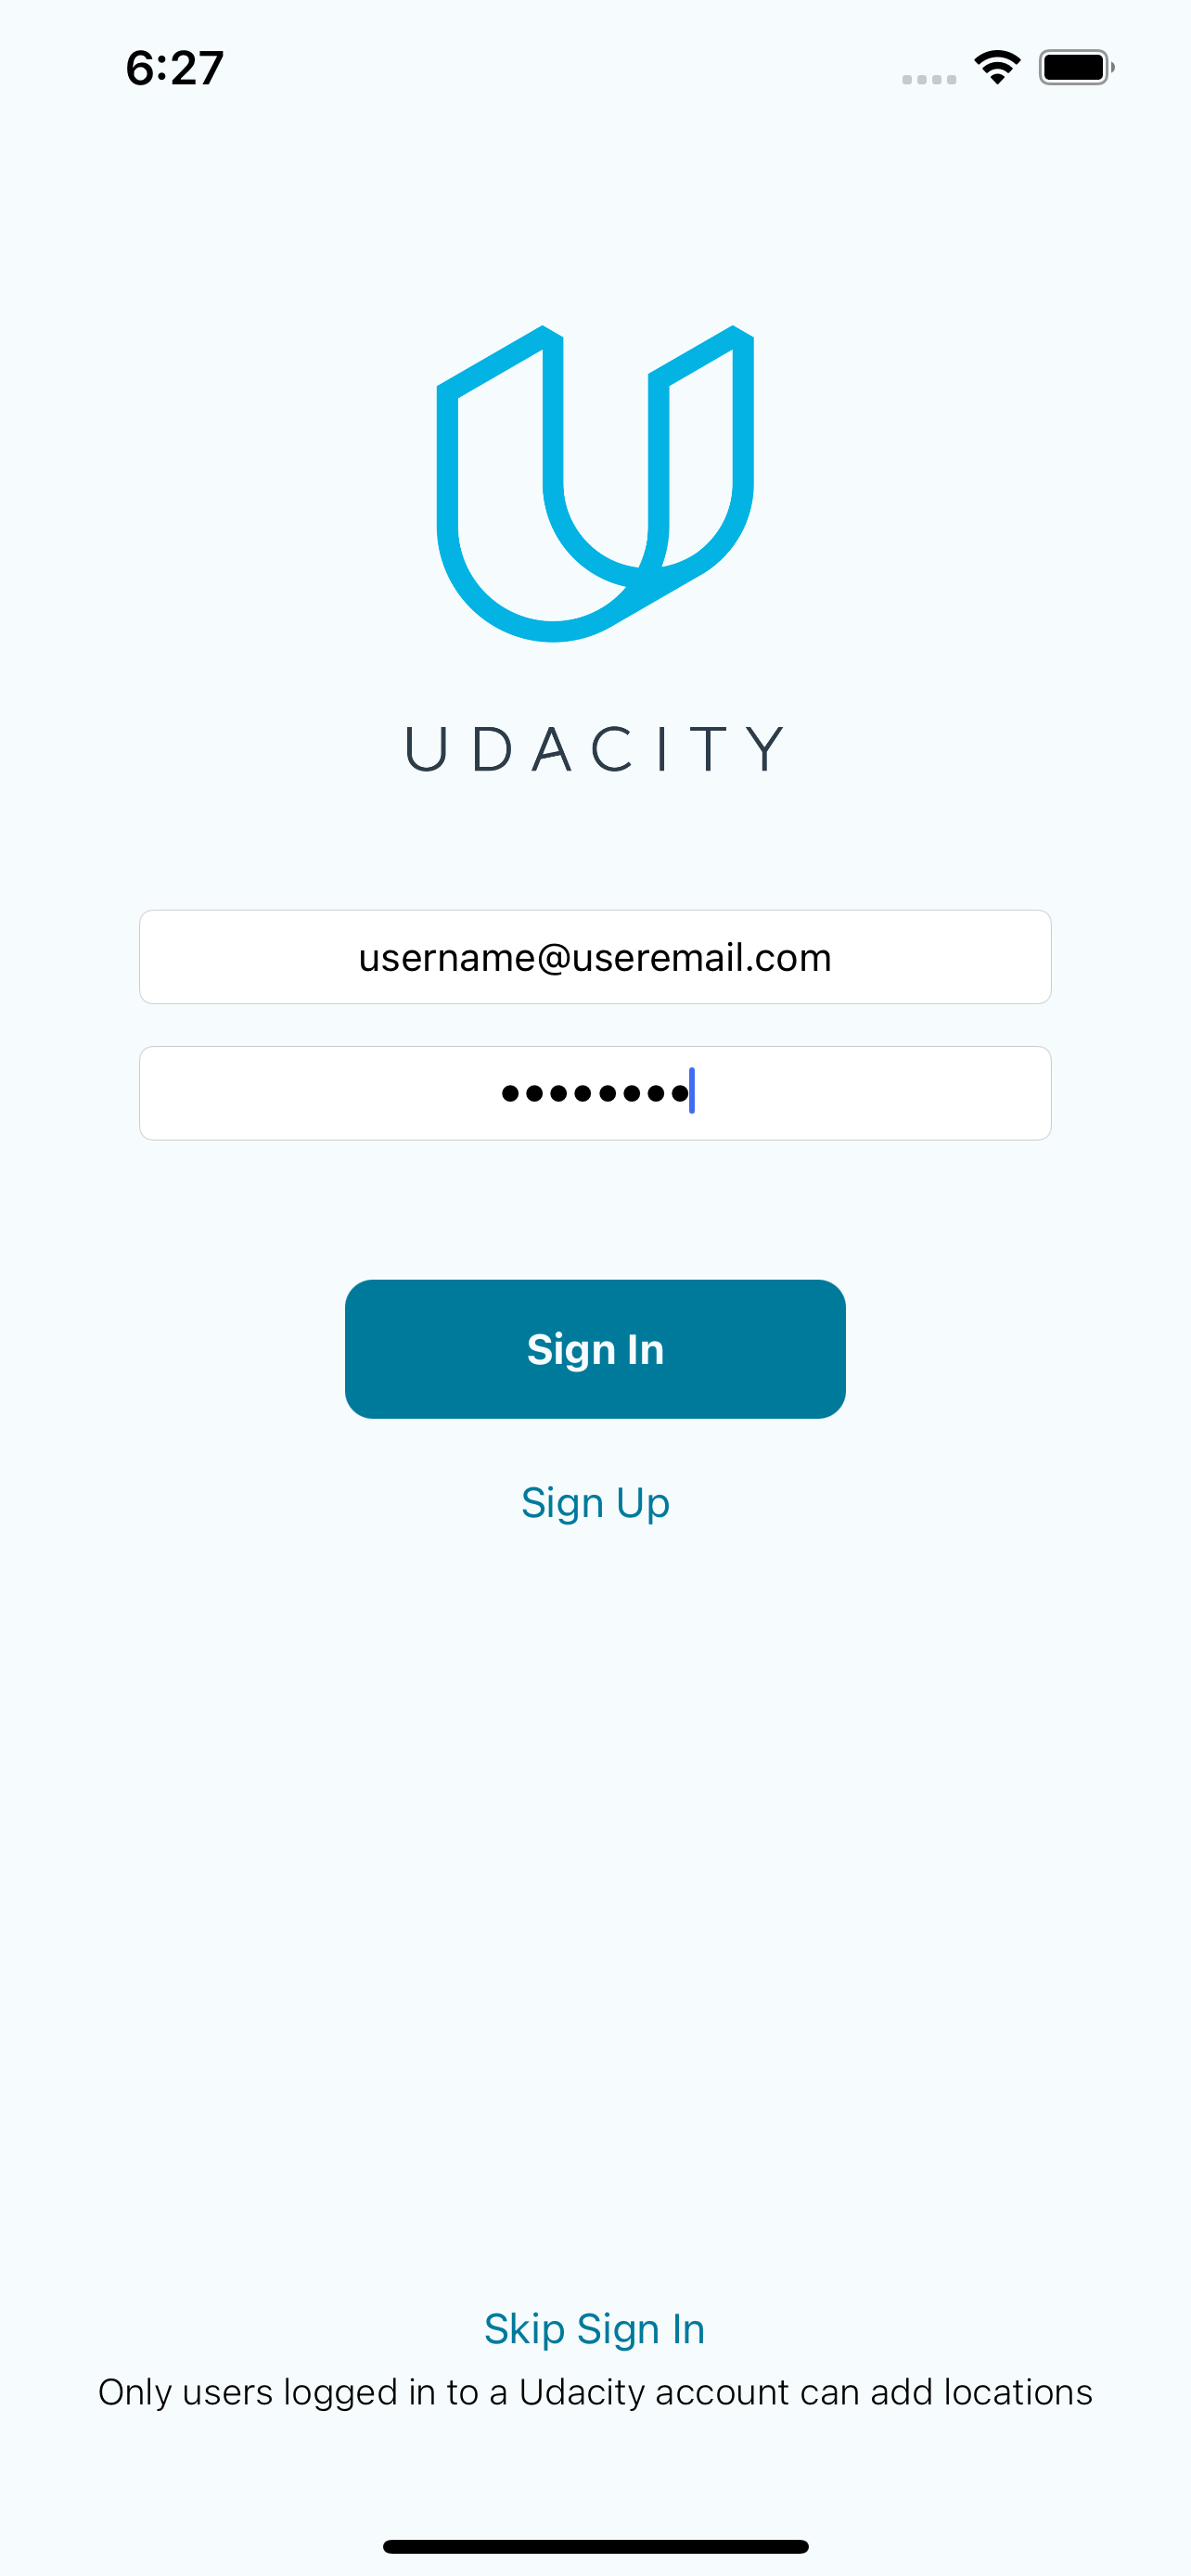 6:27
UDACITY
username@useremail.com
••••••••
Sign In
Sign Up
Skip Sign In
Only users logged in to a Udacity account can add locations